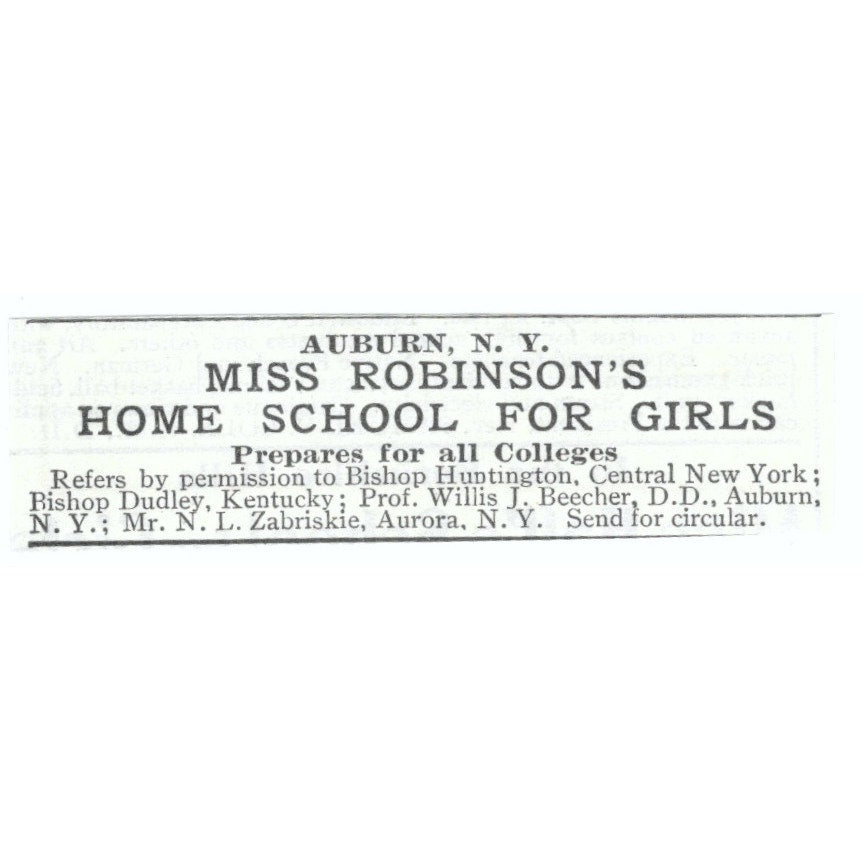 AUBURN, N. Y.
MISS ROBINSON'S
HOME SCHOOL FOR GIRLS
Prepares for all Colleges
Refers by permission to Bishop Huntington, Central New York;
Bishop Dudley, Kentucky; Prof. Willis J. Beecher, D.D., Auburn,
N. Y.; Mr. N. L. Zabriskie, Aurora, N. Y. Send for circular.